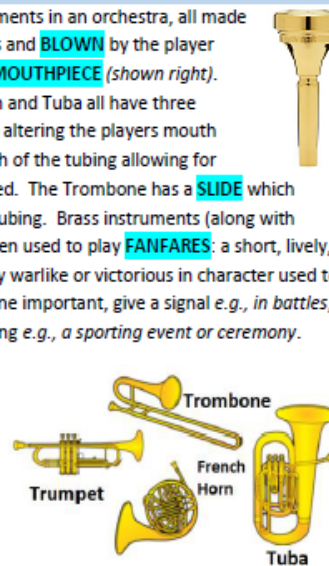 ments in an orchestra, all made
s and BLOWN by the player
MOUTHPIECE (shown right).
n and Tuba all have three
altering the players mouth
h of the tubing allowing for
ed. The Trombone has a SLIDE which
ubing. Brass instruments (along with
en used to play FANFARES: a short, lively,
y warlike or victorious in character used to
ne important, give a signal e.g., in battles,
ng e.g., a sporting event or ceremony.
Trombone
French
Horn
Trumpet
Tuba